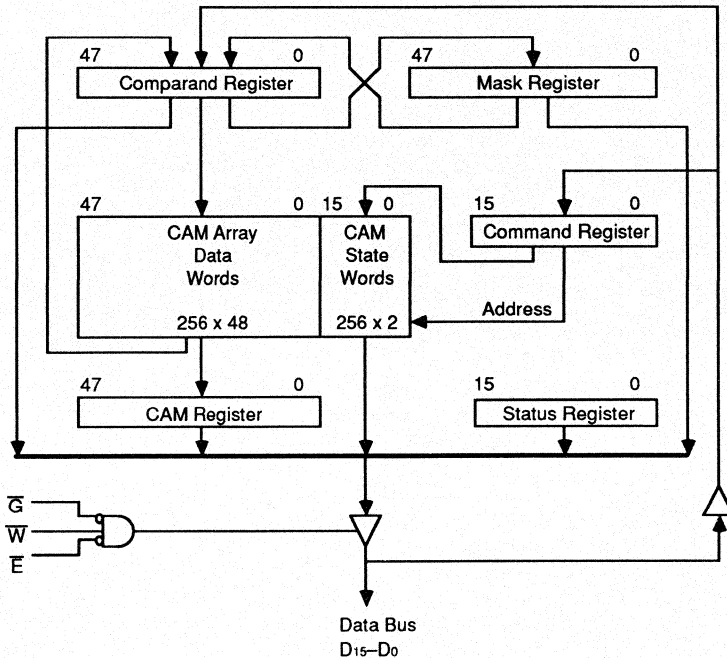 47 0 47 0
Comparand Register Mask Register
47 0 15 0 15 0
CAM Array CAM Command Register
Data State
Words Words
Address
256 x 48 256 x 2
47 0 15 0
CAM Register Status Register
G̅
W̅
E̅
Data Bus
D15–D0